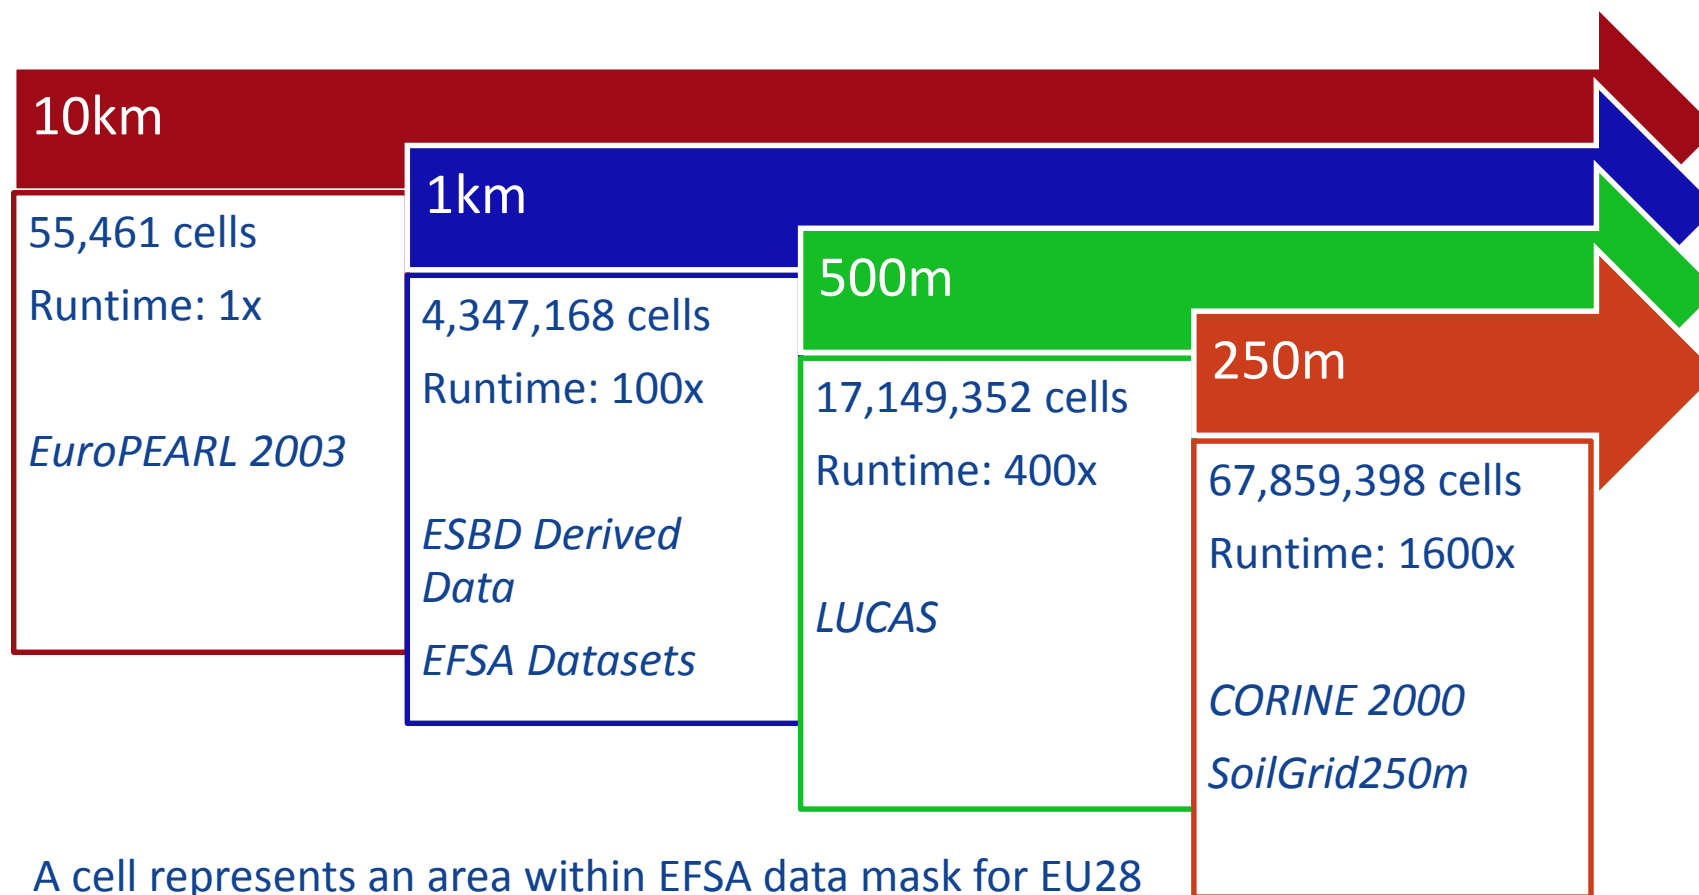 10km
55,461 cells
Runtime: 1x
EuroPEARL 2003
1km
4,347,168 cells
Runtime: 100x
ESBD Derived
Data
EFSA Datasets
500m
17,149,352 cells
Runtime: 400x
LUCAS
250m
67,859,398 cells
Runtime: 1600x
CORINE 2000
SoilGrid250m
A cell represents an area within EFSA data mask for EU28